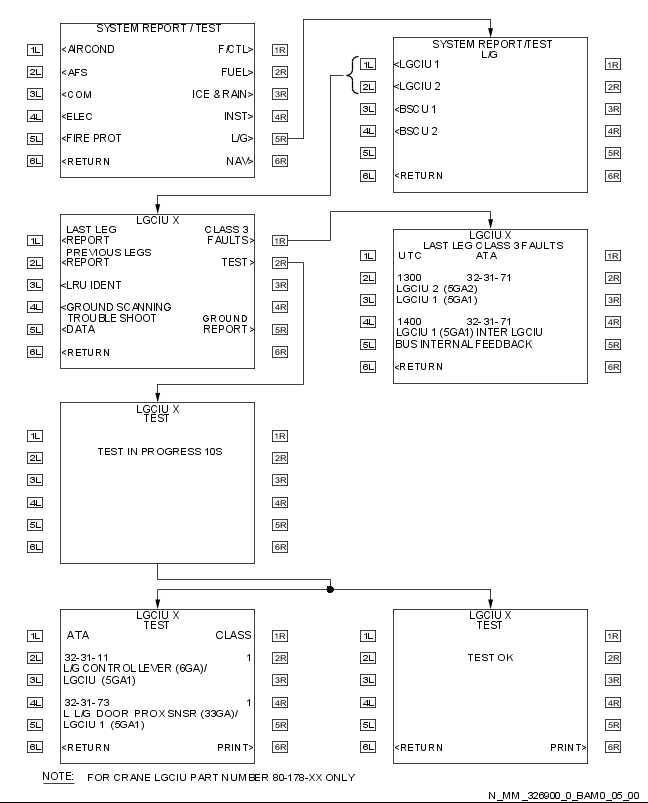 SYSTEM REPORT / TEST
1L <AIRCOND F/CTL> 1R
2L <AFS FUEL> 2R
3L <COM ICE & RAIN> 3R
4L <ELEC INST> 4R
5L <FIRE PROT L/G> 5R
6L <RETURN NAV> 6R
SYSTEM REPORT/TEST
L/G
1L <LGCIU 1 1R
2L <LGCIU 2 2R
3L <BSCU 1 3R
4L <BSCU 2 4R
5L 5R
6L <RETURN 6R
LGCIU X
LAST LEG CLASS 3
1L <REPORT FAULTS> 1R
PREVIOUS LEGS
2L <REPORT TEST> 2R
3L <LRU IDENT 3R
4L <GROUND SCANNING 4R
TROUBLE SHOOT GROUND
5L <DATA REPORT> 5R
6L <RETURN 6R
LGCIU X
LAST LEG CLASS 3 FAULTS
1L UTC ATA 1R
2L 1300 32-31-71 2R
LGCIU 2 (5GA2)
3L LGCIU 1 (5GA1) 3R
4L 1400 32-31-71 4R
LGCIU 1 (5GA1) INTER LGCIU
5L BUS INTERNAL FEEDBACK 5R
6L <RETURN 6R
LGCIU X
TEST
1L 1R
TEST IN PROGRESS 10S
2L 2R
3L 3R
4L 4R
5L 5R
6L 6R
LGCIU X
TEST
1L ATA CLASS 1R
2L 32-31-11 1 2R
L/G CONTROL LEVER (6GA)/
3L LGCIU (5GA1) 3R
4L 32-31-73 1 4R
L L/G DOOR PROX SNSR (33GA)/
5L LGCIU 1 (5GA1) 5R
6L <RETURN PRINT> 6R
LGCIU X
TEST
1L 1R
2L TEST OK 2R
3L 3R
4L 4R
5L 5R
6L <RETURN PRINT> 6R
NOTE: FOR CRANE LGCIU PART NUMBER 80-178-XX ONLY
N_MM_326900_0_BAM0_05_00